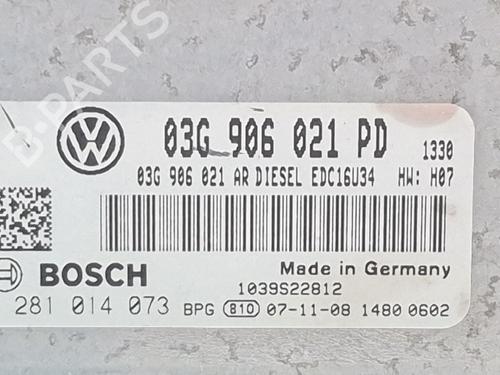 B-PARTS
03G 906 021 PD 1330
03G 906 021 AR DIESEL EDC16U34 HW: H07
BOSCH
Made in Germany
1039S22812
281 014 073 BPG 810 07-11-08 1480 0602